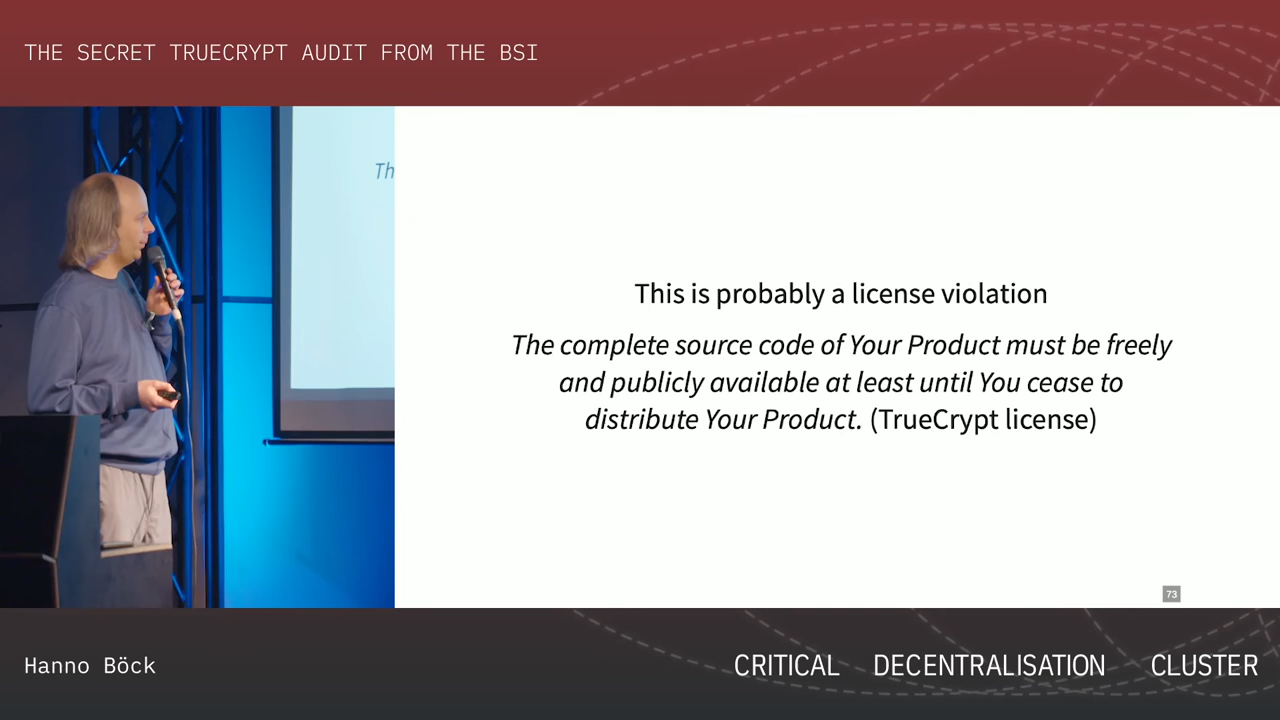 THE SECRET TRUECRYPT AUDIT FROM THE BSI
Th
This is probably a license violation
The complete source code of Your Product must be freely
and publicly available at least until You cease to
distribute Your Product. (TrueCrypt license)
73
Hanno Böck
CRITICAL DECENTRALISATION CLUSTER